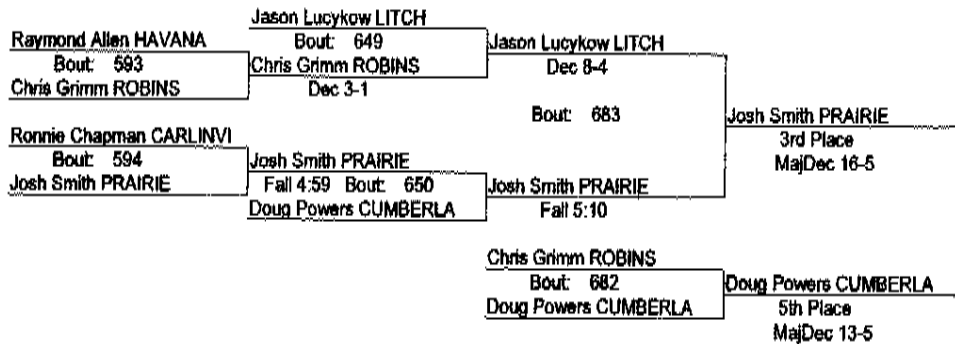 Jason Lucykow LITCH
Raymond Allen HAVANA
Bout: 649
Jason Lucykow LITCH
Bout: 593
Chris Grimm ROBINS
Dec 8-4
Chris Grimm ROBINS
Dec 3-1
Bout: 683
Josh Smith PRAIRIE
Ronnie Chapman CARLINVI
3rd Place
Bout: 594
Josh Smith PRAIRIE
MajDec 16-5
Josh Smith PRAIRIE
Fall 4:59 Bout: 650
Josh Smith PRAIRIE
Doug Powers CUMBERLA
Fall 5:10
Chris Grimm ROBINS
Bout: 682
Doug Powers CUMBERLA
Doug Powers CUMBERLA
5th Place
MajDec 13-5